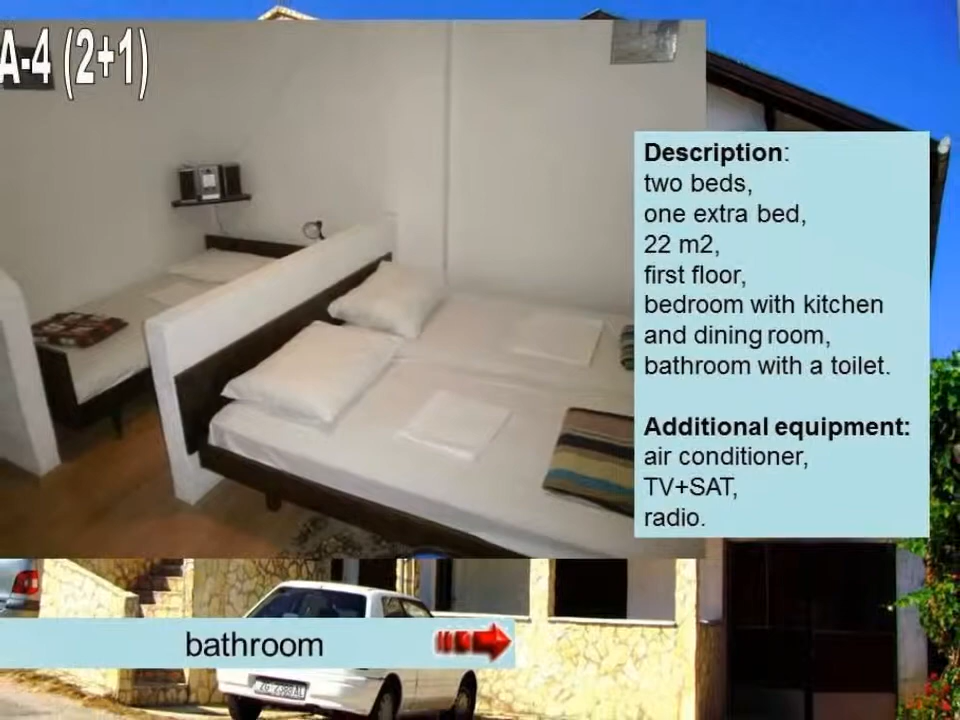 A-4 (2+1)
Description:
two beds,
one extra bed,
22 m2,
first floor,
bedroom with kitchen
and dining room,
bathroom with a toilet.
Additional equipment:
air conditioner,
TV+SAT,
radio.
bathroom